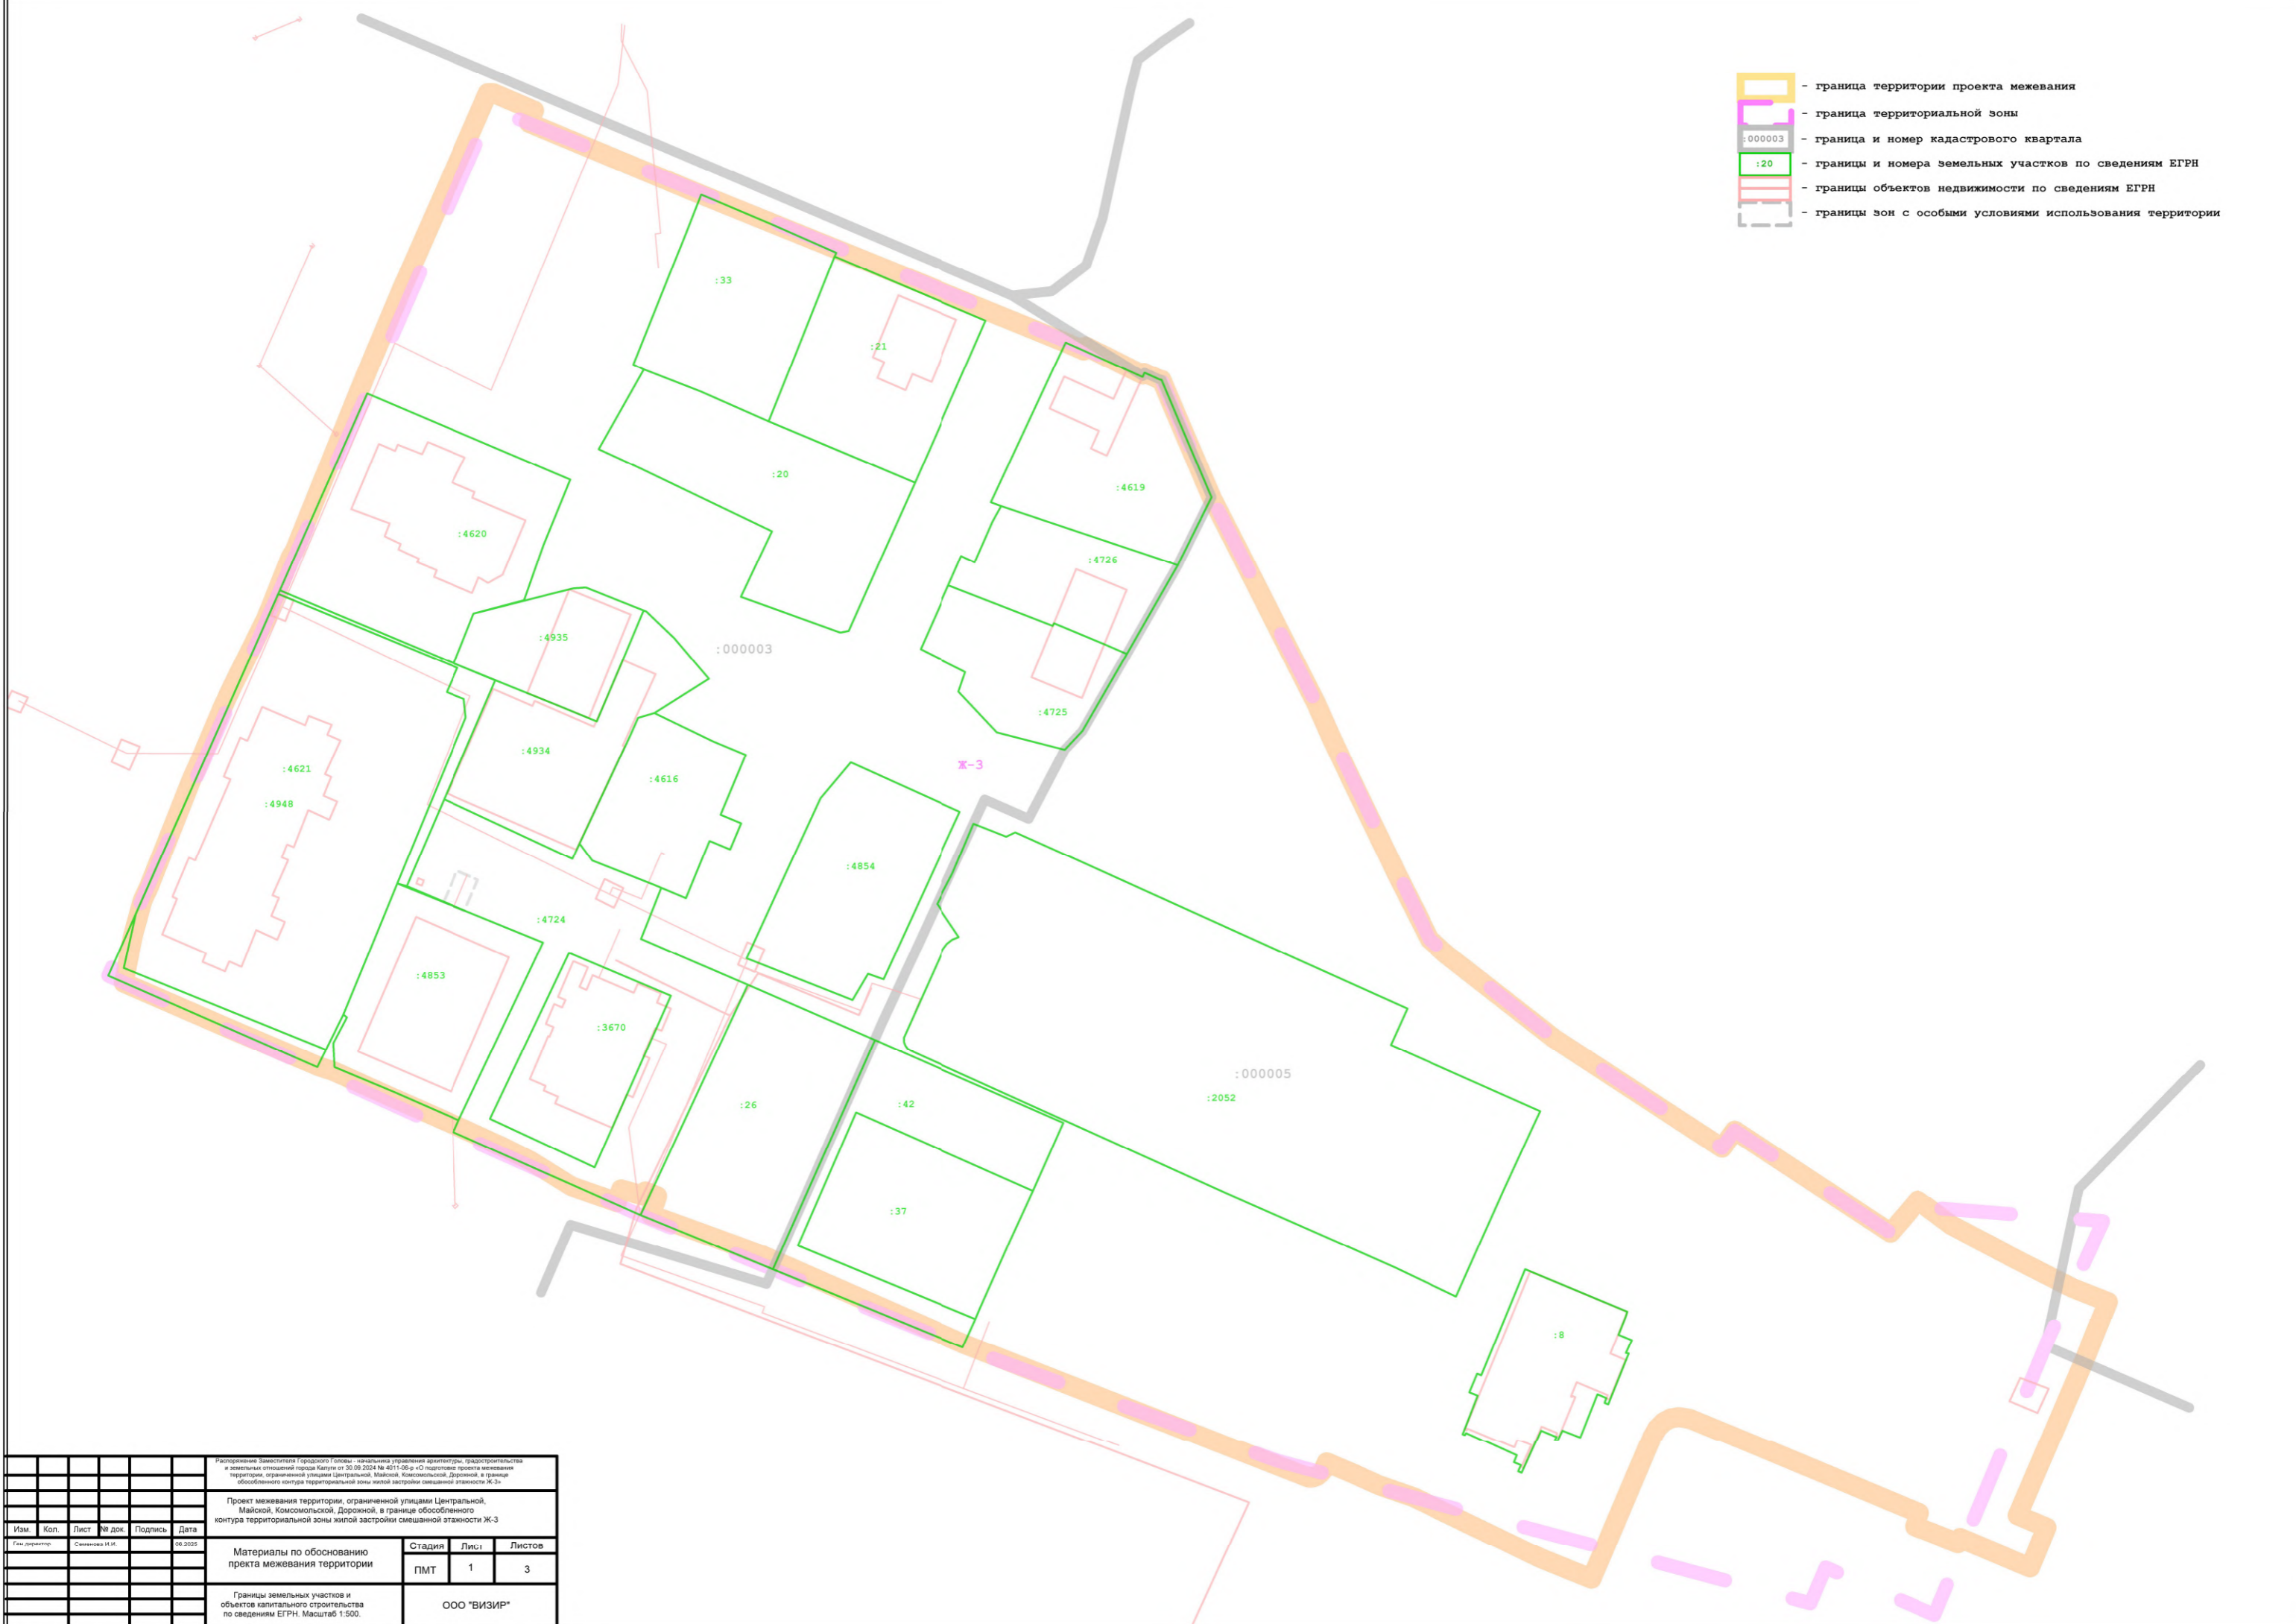 - граница территории проекта межевания
- граница территориальной зоны
:000003 - граница и номер кадастрового квартала
:20 - границы и номера земельных участков по сведениям ЕГРН
- границы объектов недвижимости по сведениям ЕГРН
- границы зон с особыми условиями использования территории
:33
:21
:20
:4619
:4620
:4726
:4935
:000003
:4725
:4934
Ж-3
:4621
:4616
:4948
:4854
:4724
:4853
:3670
:000005
:2052
:26
:42
:37
:8
Распоряжение Заместителя Городского Головы - начальника управления архитектуры, градостроительства
и земельных отношений города Калуги от 30.09.2024 № 4011-06-р «О подготовке проекта межевания
территории, ограниченной улицами Центральной, Майской, Комсомольской, Дорожной, в границе
обособленного контура территориальной зоны жилой застройки смешанной этажности Ж-3»
Проект межевания территории, ограниченной улицами Центральной,
Майской, Комсомольской, Дорожной, в границе обособленного
контура территориальной зоны жилой застройки смешанной этажности Ж-3
Изм. Кол. Лист № док. Подпись Дата
Ген.директор Семенова И.И. 06.2025
Материалы по обоснованию
пректа межевания территории
Стадия Лист Листов
ПМТ 1 3
Границы земельных участков и
объектов капитального строительства
по сведениям ЕГРН. Масштаб 1:500.
ООО "ВИЗИР"